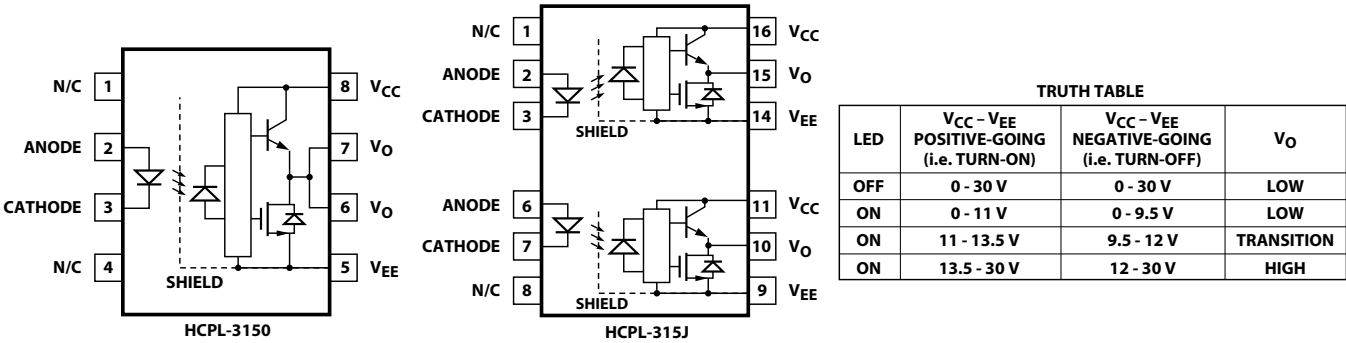 N/C 1
ANODE 2
CATHODE 3
N/C 4
8 VCC
7 VO
6 VO
5 VEE
SHIELD
HCPL-3150
N/C 1
ANODE 2
CATHODE 3
16 VCC
15 VO
14 VEE
SHIELD
ANODE 6
CATHODE 7
N/C 8
11 VCC
10 VO
9 VEE
SHIELD
HCPL-315J
TRUTH TABLE
LED VCC – VEE POSITIVE-GOING (i.e. TURN-ON) VCC – VEE NEGATIVE-GOING (i.e. TURN-OFF) VO
OFF 0 - 30 V 0 - 30 V LOW
ON 0 - 11 V 0 - 9.5 V LOW
ON 11 - 13.5 V 9.5 - 12 V TRANSITION
ON 13.5 - 30 V 12 - 30 V HIGH